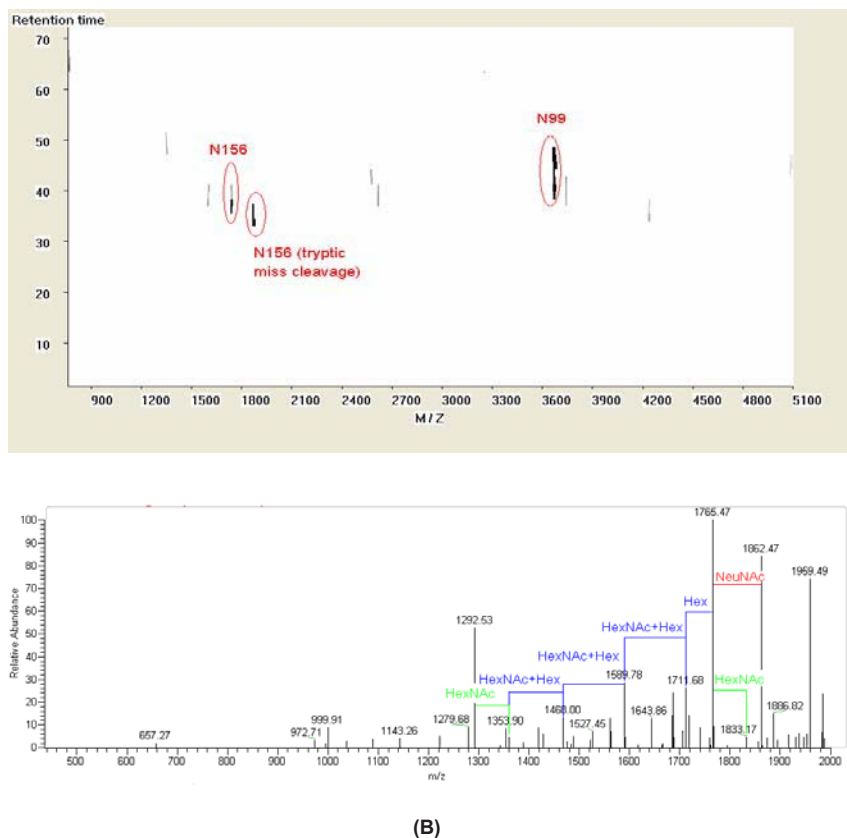 Retention time
70
60
N99
50
N156
40
30
N156 (tryptic
miss cleavage)
20
10
900 1200 1500 1800 2100 2400 2700 3000 3300 3600 3900 4200 4500 4800 5100
M / Z
1765.47
100
1862.47
90
NeuNAc
1959.49
80
Hex
70
HexNAc+Hex
60
1292.53
HexNAc+Hex
50
1589.78
40
HexNAc+Hex
1711.68
HexNAc
HexNAc
30
1468.00
20
1643.86
1886.82
999.91
1279.68
1353.90
1527.45
1833.17
10
657.27
972.71
1143.26
0
500 600 700 800 900 1000 1100 1200 1300 1400 1500 1600 1700 1800 1900 2000
m/z
Relative Abundance
(B)